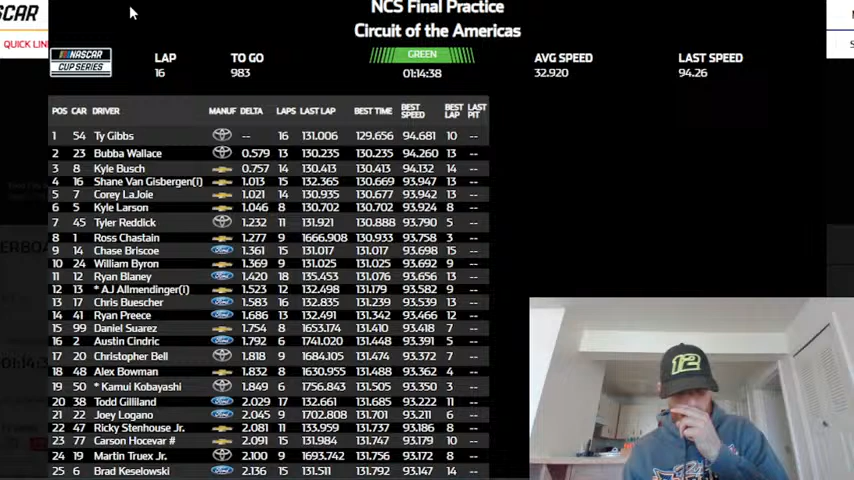 SCAR
QUICK LIN
NCS Final Practice
Circuit of the Americas
NASCAR
CUP SERIES
LAP TO GO GREEN AVG SPEED LAST SPEED
16 983 01:14:38 32.920 94.26
POS CAR DRIVER MANUF DELTA LAPS LAST LAP BEST TIME BEST SPEED BEST LAP LAST PIT
1 54 Ty Gibbs -- 16 131.006 129.656 94.681 10 --
2 23 Bubba Wallace 0.579 13 130.235 130.235 94.260 13 --
3 8 Kyle Busch 0.757 14 130.413 130.413 94.132 14 --
4 16 Shane Van Gisbergen(i) 1.013 15 132.365 130.669 93.947 13 --
5 7 Corey LaJoie 1.021 14 130.935 130.677 93.942 13 --
6 5 Kyle Larson 1.046 8 130.702 130.702 93.924 8 --
7 45 Tyler Reddick 1.232 11 131.921 130.888 93.790 5 --
8 1 Ross Chastain 1.277 9 1666.908 130.933 93.758 3 --
9 14 Chase Briscoe Ford 1.361 15 131.017 131.017 93.698 15 --
10 24 William Byron 1.369 9 131.025 131.025 93.692 9 --
11 12 Ryan Blaney Ford 1.420 18 135.453 131.076 93.656 13 --
12 13 * AJ Allmendinger(i) 1.523 12 132.498 131.179 93.582 9 --
13 17 Chris Buescher Ford 1.583 16 132.835 131.239 93.539 13 --
14 41 Ryan Preece Ford 1.686 13 132.491 131.342 93.466 12 --
15 99 Daniel Suarez 1.754 8 1653.174 131.410 93.418 7 --
16 2 Austin Cindric Ford 1.792 6 1741.020 131.448 93.391 5 --
17 20 Christopher Bell 1.818 9 1684.105 131.474 93.372 7 --
18 48 Alex Bowman 1.832 8 1630.955 131.488 93.362 4 --
19 50 * Kamui Kobayashi 1.849 6 1756.843 131.505 93.350 3 --
20 38 Todd Gilliland Ford 2.029 17 132.661 131.685 93.222 11 --
21 22 Joey Logano Ford 2.045 9 1702.808 131.701 93.211 6 --
22 47 Ricky Stenhouse Jr. 2.081 11 133.959 131.737 93.186 8 --
23 77 Carson Hocevar # 2.091 15 131.984 131.747 93.179 10 --
24 19 Martin Truex Jr. 2.100 9 1693.742 131.756 93.172 8 --
25 6 Brad Keselowski Ford 2.136 15 131.511 131.792 93.147 14 --
12